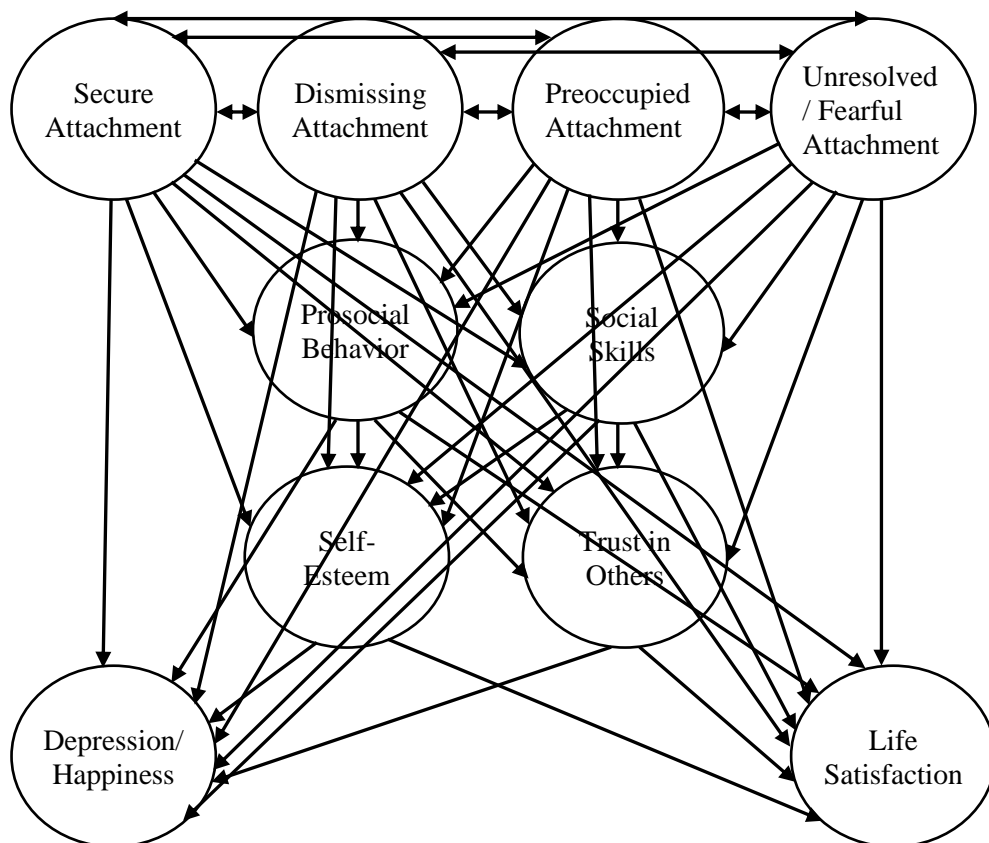 Secure
Attachment
Dismissing
Attachment
Preoccupied
Attachment
Unresolved
/ Fearful
Attachment
Prosocial
Behavior
Social
Skills
Self-
Esteem
Trust in
Others
Depression/
Happiness
Life
Satisfaction